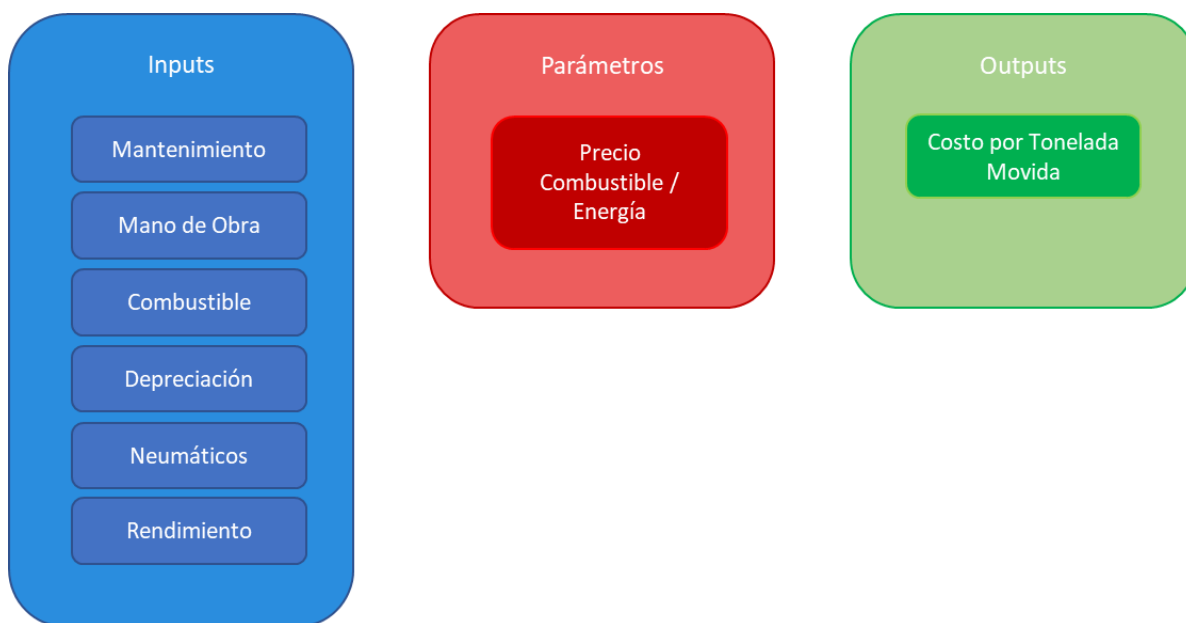 Inputs
Mantenimiento
Mano de Obra
Combustible
Depreciación
Neumáticos
Rendimiento
Parámetros
Precio
Combustible /
Energía
Outputs
Costo por Tonelada
Movida